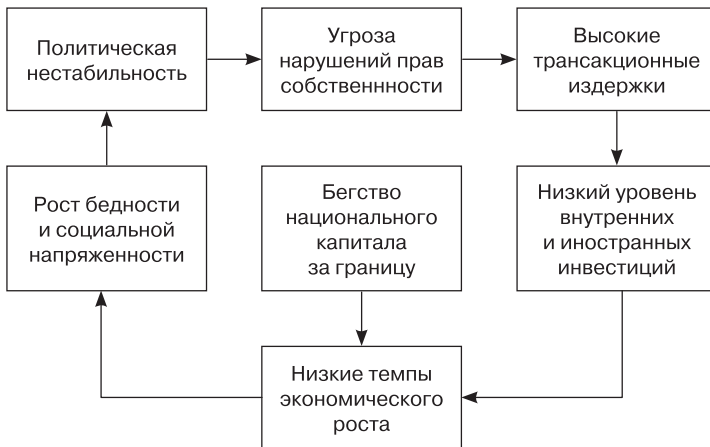 Политическая
нестабильность
Угроза
нарушений прав
собственнности
Высокие
трансакционные
издержки
Рост бедности
и социальной
напряженности
Бегство
национального
капитала
за границу
Низкий уровень
внутренних
и иностранных
инвестиций
Низкие темпы
экономического
роста